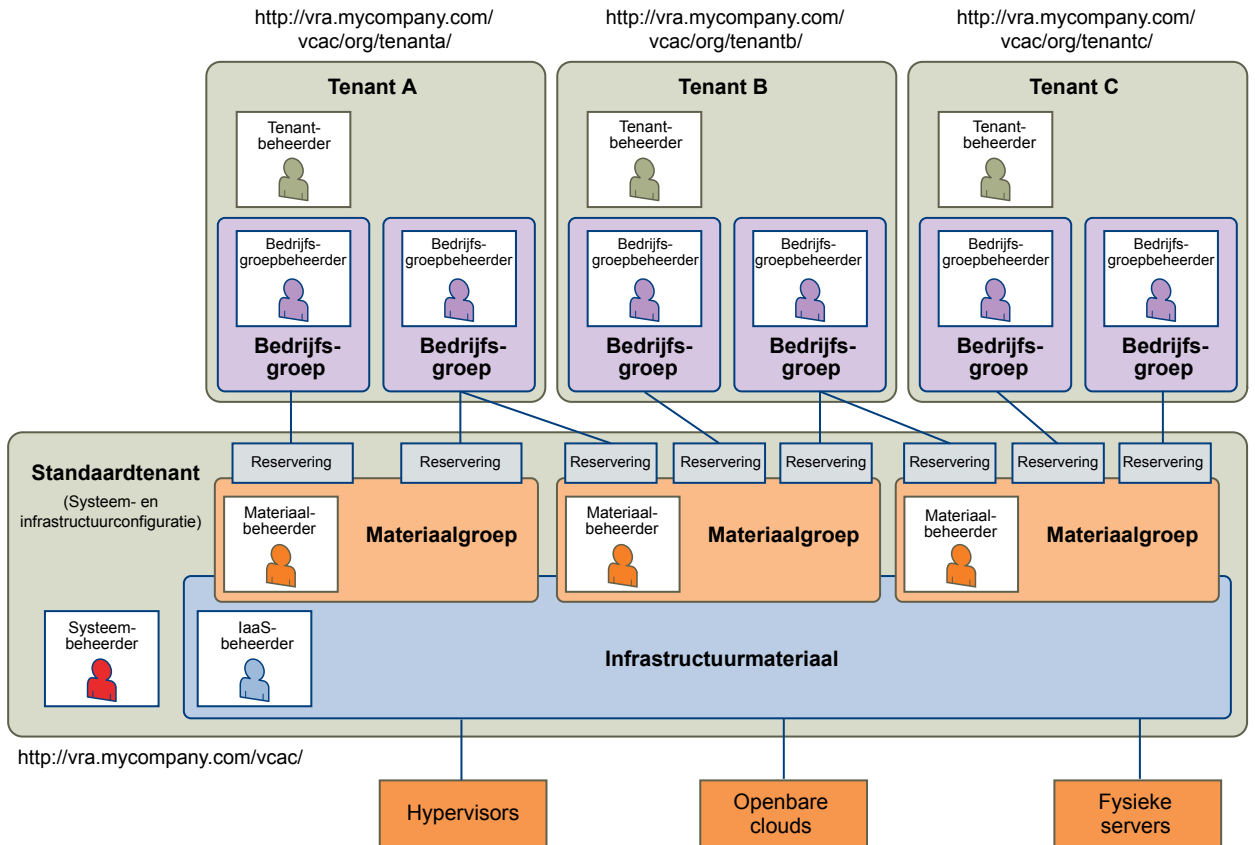 http://vra.mycompany.com/
vcac/org/tenanta/
http://vra.mycompany.com/
vcac/org/tenantb/
http://vra.mycompany.com/
vcac/org/tenantc/
Tenant A
Tenant B
Tenant C
Tenant-
beheerder
Tenant-
beheerder
Tenant-
beheerder
Bedrijfs-
groepbeheerder
Bedrijfs-
groepbeheerder
Bedrijfs-
groepbeheerder
Bedrijfs-
groepbeheerder
Bedrijfs-
groepbeheerder
Bedrijfs-
groepbeheerder
Bedrijfs-
groep
Bedrijfs-
groep
Bedrijfs-
groep
Bedrijfs-
groep
Bedrijfs-
groep
Bedrijfs-
groep
Standaardtenant
(Systeem- en
infrastructuurconfiguratie)
Reservering
Reservering
Reservering
Reservering
Reservering
Reservering
Reservering
Reservering
Materiaal-
beheerder
Materiaalgroep
Materiaal-
beheerder
Materiaalgroep
Materiaal-
beheerder
Materiaalgroep
Systeem-
beheerder
IaaS-
beheerder
Infrastructuurmateriaal
http://vra.mycompany.com/vcac/
Hypervisors
Openbare
clouds
Fysieke
servers